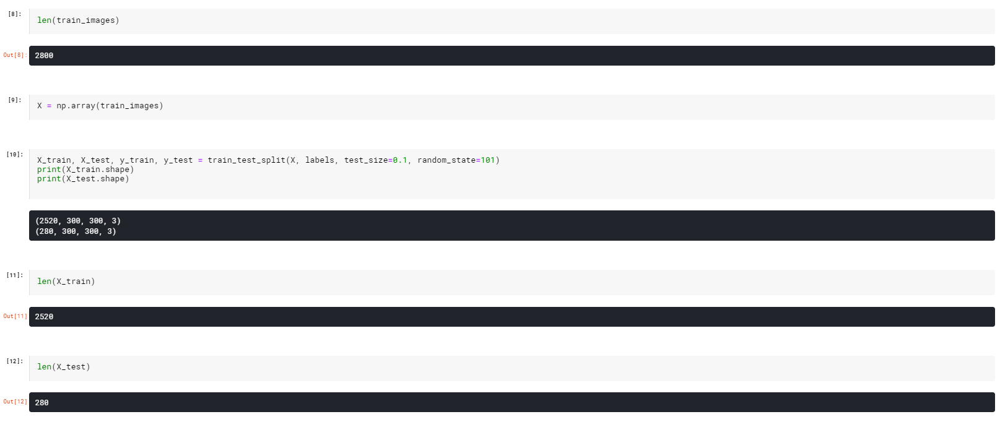 [8]:
len(train_images)
Out[8]:
2800
[9]:
X = np.array(train_images)
[10]:
X_train, X_test, y_train, y_test = train_test_split(X, labels, test_size=0.1, random_state=101)
print(X_train.shape)
print(X_test.shape)
(2520, 300, 300, 3)
(280, 300, 300, 3)
[11]:
len(X_train)
Out[11]
2520
[12]:
len(X_test)
Out[12]
280